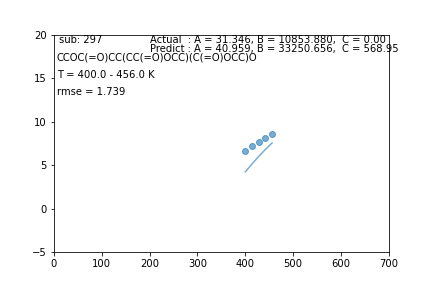 sub: 297
Actual : A = 31.346, B = 10853.880, C = 0.00
Predict : A = 40.959, B = 33250.656, C = 568.95
CCOC(=O)CC(CC(=O)OCC)(C(=O)OCC)O
T = 400.0 - 456.0 K
rmse = 1.739
20
15
10
5
0
−5
0 100 200 300 400 500 600 700